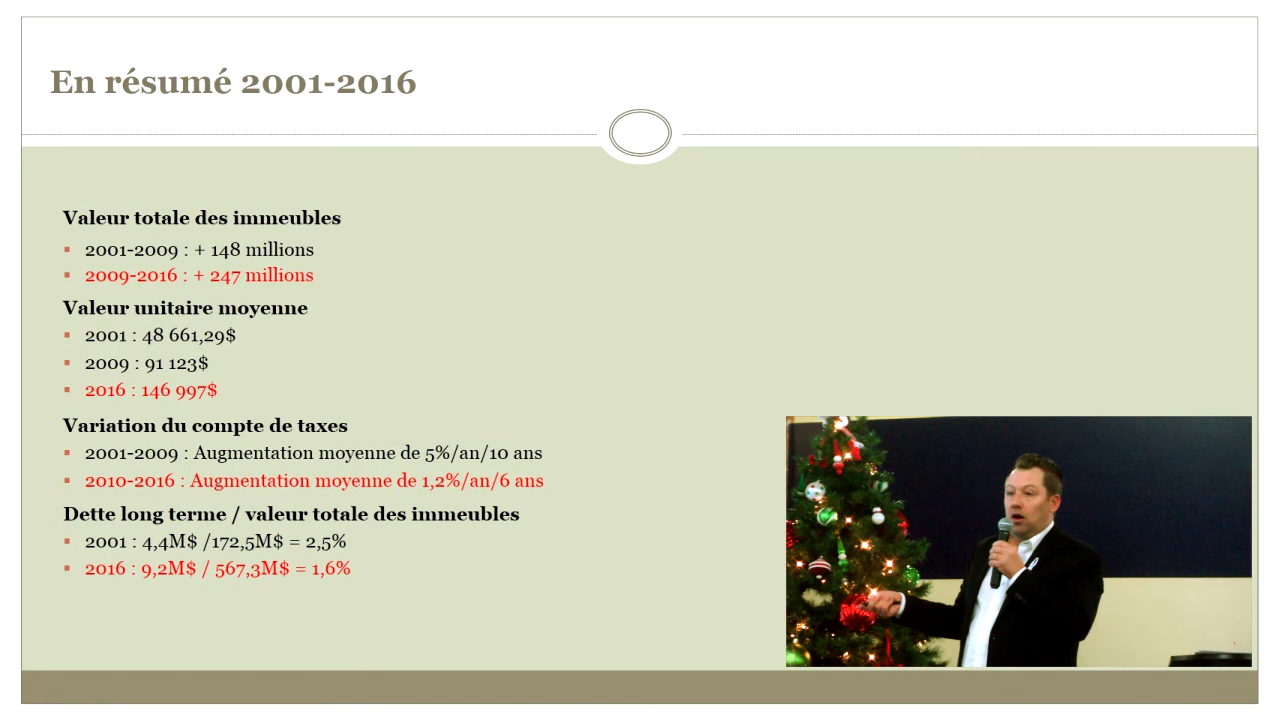 En résumé 2001-2016
Valeur totale des immeubles
2001-2009 : + 148 millions
2009-2016 : + 247 millions
Valeur unitaire moyenne
2001 : 48 661,29$
2009 : 91 123$
2016 : 146 997$
Variation du compte de taxes
2001-2009 : Augmentation moyenne de 5%/an/10 ans
2010-2016 : Augmentation moyenne de 1,2%/an/6 ans
Dette long terme / valeur totale des immeubles
2001 : 4,4M$ /172,5M$ = 2,5%
2016 : 9,2M$ / 567,3M$ = 1,6%